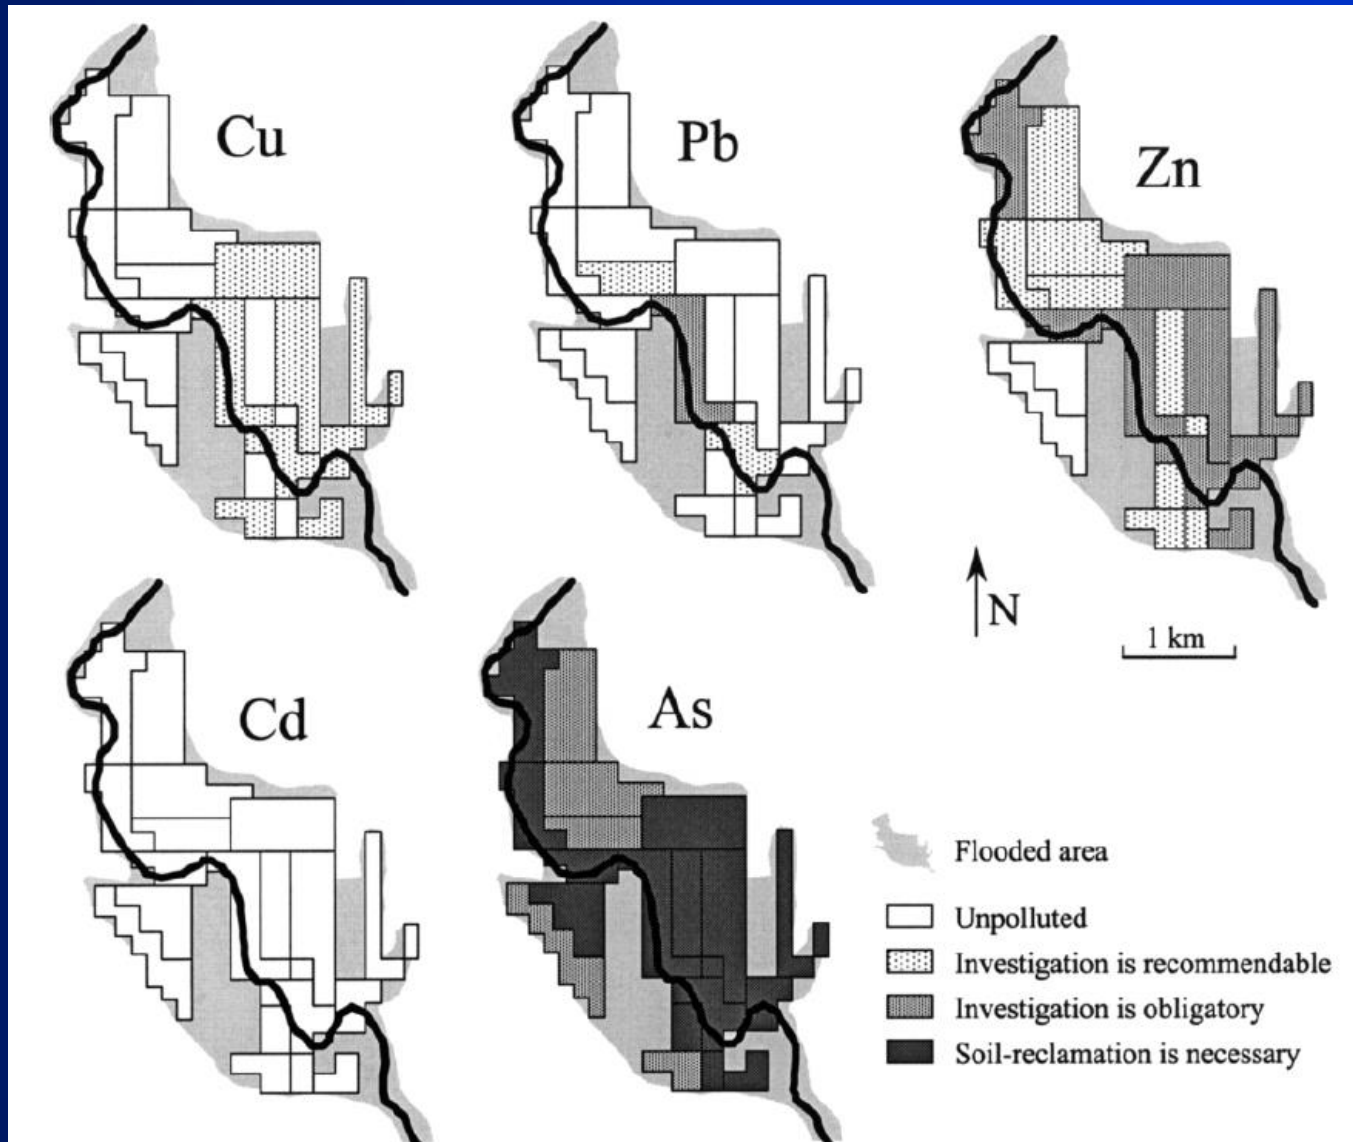 Cu
Pb
Zn
N
1 km
Cd
As
Flooded area
Unpolluted
Investigation is recommendable
Investigation is obligatory
Soil-reclamation is necessary